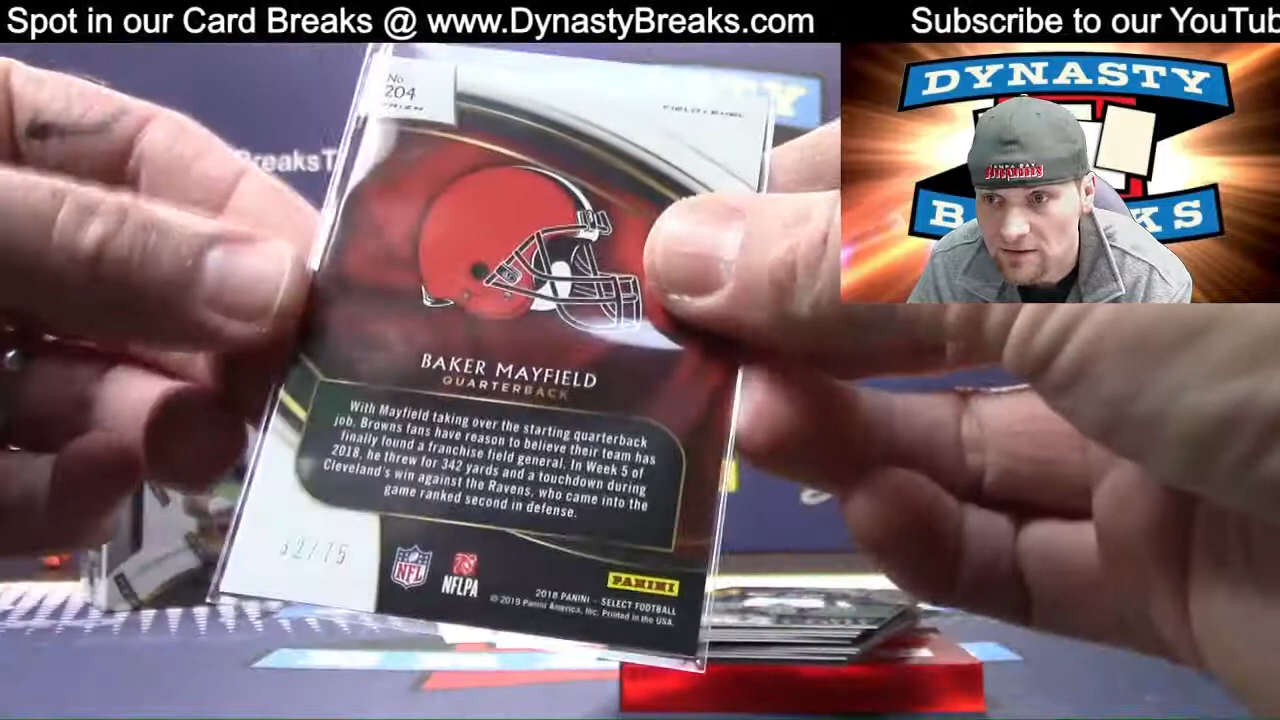 Spot in our Card Breaks @ www.DynastyBreaks.com
Subscribe to our YouTub
DYNASTY
No.
204
FIELD LEVEL
BAKER MAYFIELD
QUARTERBACK
With Mayfield taking over the starting quarterback
job, Browns fans have reason to believe their team has
finally found a franchise field general. In Week 5 of
2018, he threw for 342 yards and a touchdown during
Cleveland's win against the Ravens, who came into the
game ranked second in defense.
NFL
NFLPA
PANINI
2018 PANINI – SELECT FOOTBALL
© 2019 Panini America, Inc. Printed in the USA.